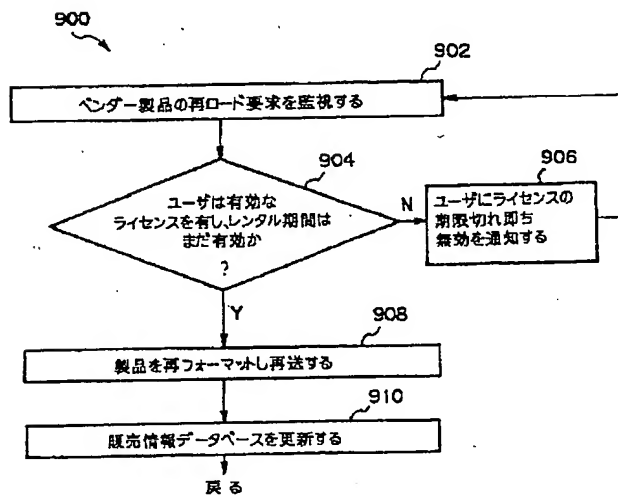 900
902
ベンダー製品の再ロード要求を監視する
904
ユーザは有効な
ライセンスを有し、レンタル期間は
まだ有効か
?
N
906
ユーザにライセンスの
期限切れ即ち
無効を通知する
Y
908
製品を再フォーマットし再送する
910
販売情報データベースを更新する
戻る